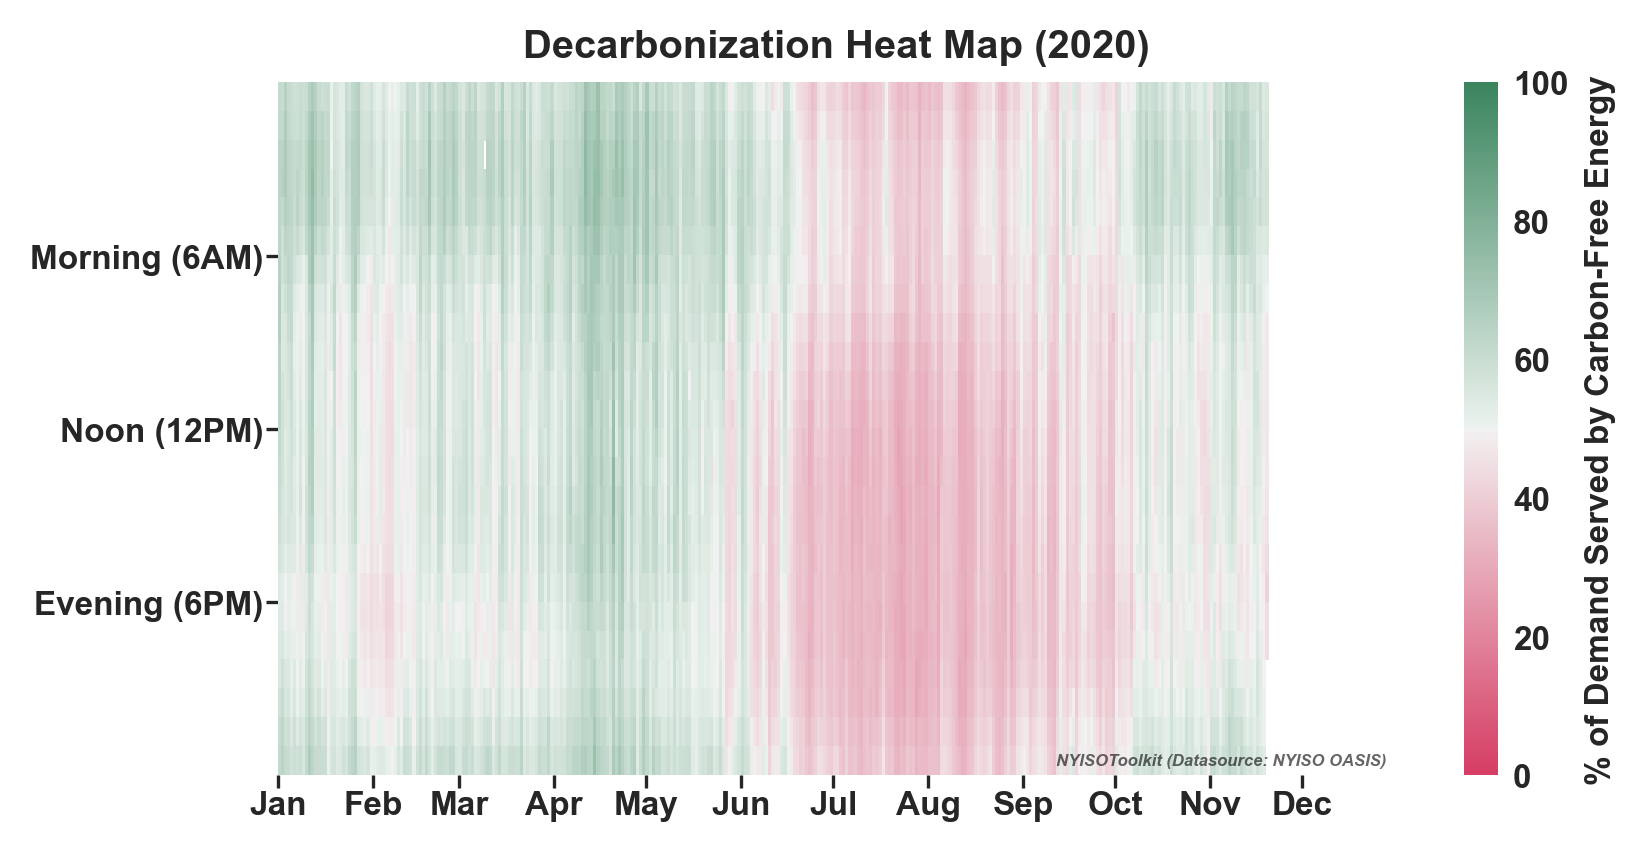 Decarbonization Heat Map (2020)
Morning (6AM)
Noon (12PM)
Evening (6PM)
Jan Feb Mar Apr May Jun Jul Aug Sep Oct Nov Dec
NYISOToolkit (Datasource: NYISO OASIS)
100
80
60
40
20
0
% of Demand Served by Carbon-Free Energy